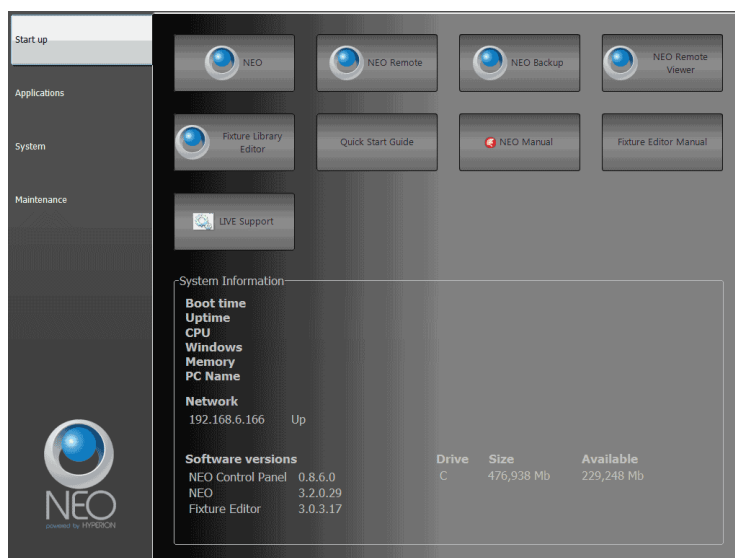 Start up
Applications
System
Maintenance
NEO
NEO Remote
NEO Backup
NEO Remote
Viewer
Fixture Library
Editor
Quick Start Guide
NEO Manual
Fixture Editor Manual
LIVE Support
System Information
Boot time
Uptime
CPU
Windows
Memory
PC Name
Network
192.168.6.166 Up
Software versions Drive Size Available
NEO Control Panel 0.8.6.0 C 476,938 Mb 229,248 Mb
NEO 3.2.0.29
Fixture Editor 3.0.3.17
NEO
powered by HYPERION